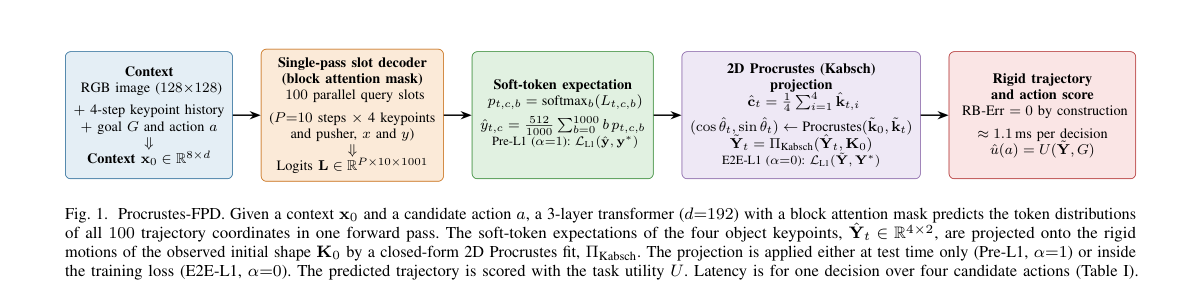 Context
RGB image (128×128)
+ 4-step keypoint history
+ goal G and action a
⇓
Context x₀ ∈ ℝ^{8×d}
Single-pass slot decoder
(block attention mask)
100 parallel query slots
(P=10 steps × 4 keypoints
and pusher, x and y)
⇓
Logits L ∈ ℝ^{P×10×1001}
Soft-token expectation
p_{t,c,b} = softmax_b(L_{t,c,b})
ŷ_{t,c} = 512/1000 ∑_{b=0}^{1000} b p_{t,c,b}
Pre-L1 (α=1): ℒ_{L1}(ŷ, y*)
2D Procrustes (Kabsch)
projection
ĉ_t = 1/4 ∑_{i=1}^{4} k̂_{t,i}
(cos θ̂_t, sin θ̂_t) ← Procrustes(k̃₀, k̃_t)
Ỹ_t = Π_{Kabsch}(Ŷ_t, K₀)
E2E-L1 (α=0): ℒ_{L1}(Ỹ, Y*)
Rigid trajectory
and action score
RB-Err = 0 by construction
≈ 1.1 ms per decision
û(a) = U(Ỹ, G)
Fig. 1. Procrustes-FPD. Given a context x₀ and a candidate action a, a 3-layer transformer (d=192) with a block attention mask predicts the token distributions
of all 100 trajectory coordinates in one forward pass. The soft-token expectations of the four object keypoints, Ŷ_t ∈ ℝ^{4×2}, are projected onto the rigid
motions of the observed initial shape K₀ by a closed-form 2D Procrustes fit, Π_{Kabsch}. The projection is applied either at test time only (Pre-L1, α=1) or inside
the training loss (E2E-L1, α=0). The predicted trajectory is scored with the task utility U. Latency is for one decision over four candidate actions (Table I).